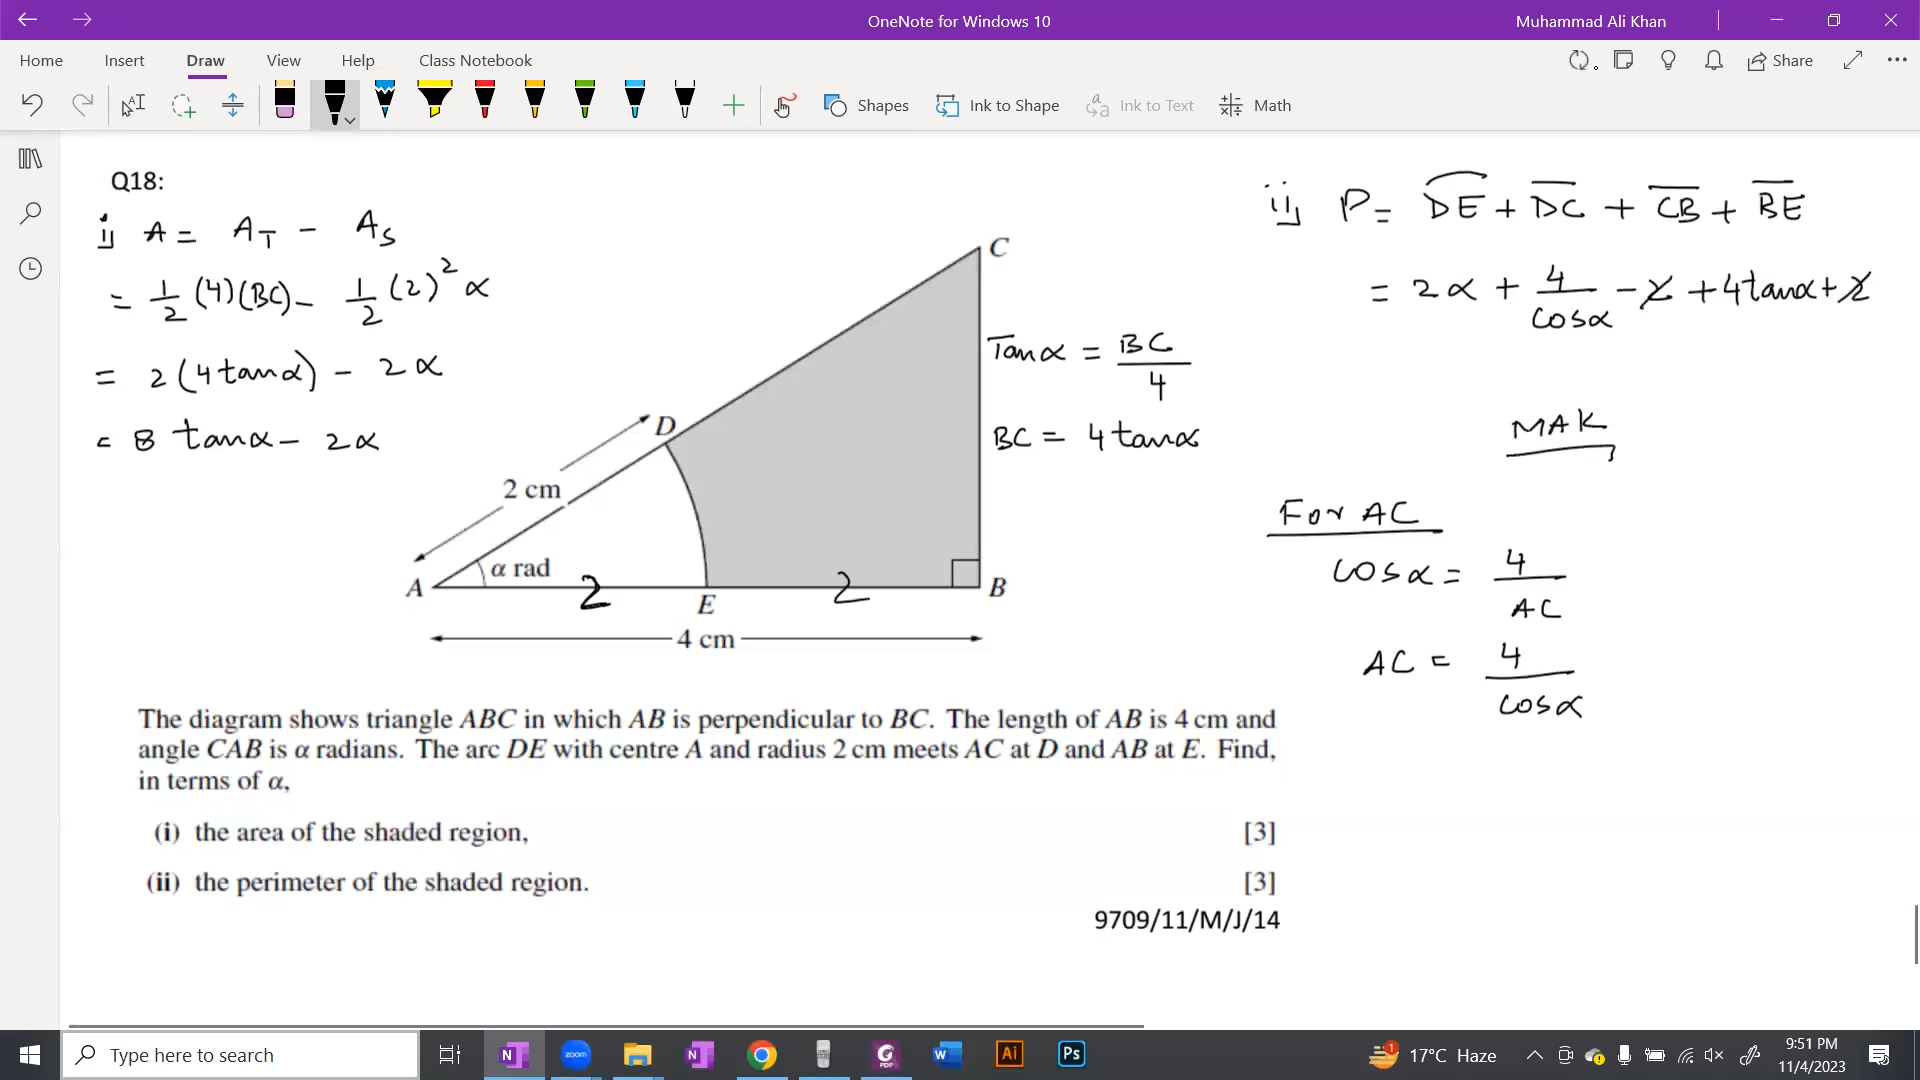 OneNote for Windows 10
Muhammad Ali Khan
Home Insert Draw View Help Class Notebook
Share
Shapes Ink to Shape Ink to Text Math
Q18:
i) A = A_T - A_S
= 1/2 (4)(BC) - 1/2 (2)^2 α
= 2(4tanα) - 2α
= 8 tanα - 2α
C
D
2 cm
α rad
A
2
E
2
B
4 cm
Tanα = BC/4
BC = 4tanα
ii) P = DE + DC + CB + BE
= 2α + 4/cosα - 2 + 4tanα + 2
MAK
For AC
cosα = 4/AC
AC = 4/cosα
The diagram shows triangle ABC in which AB is perpendicular to BC. The length of AB is 4 cm and
angle CAB is α radians. The arc DE with centre A and radius 2 cm meets AC at D and AB at E. Find,
in terms of α,
(i) the area of the shaded region, [3]
(ii) the perimeter of the shaded region. [3]
9709/11/M/J/14
Type here to search
N
zoom
N
PDF
W
Ai
Ps
1
17°C Haze
9:51 PM
11/4/2023